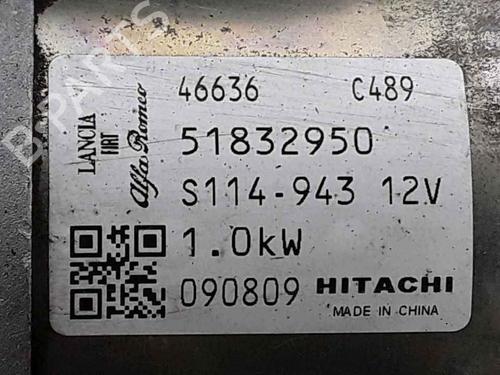 46636 C489
LANCIA
FIAT
Alfa Romeo
51832950
S114-943 12V
1.0kW
090809 HITACHI
MADE IN CHINA
B-PARTS